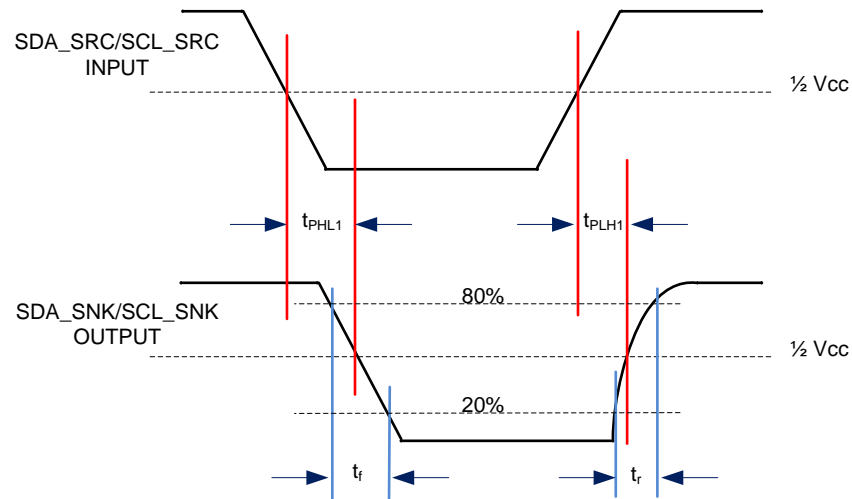 SDA_SRC/SCL_SRC
INPUT
½ Vcc
tPHL1
tPLH1
80%
SDA_SNK/SCL_SNK
OUTPUT
½ Vcc
20%
tf
tr